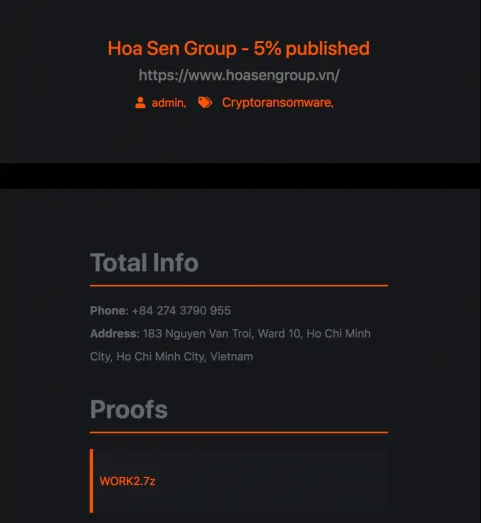 Hoa Sen Group - 5% published
https://www.hoasengroup.vn/
admin, Cryptoransomware,
Total Info
Phone: +84 274 3790 955
Address: 183 Nguyen Van Troi, Ward 10, Ho Chi Minh
City, Ho Chi Minh City, Vietnam
Proofs
WORK2.7z